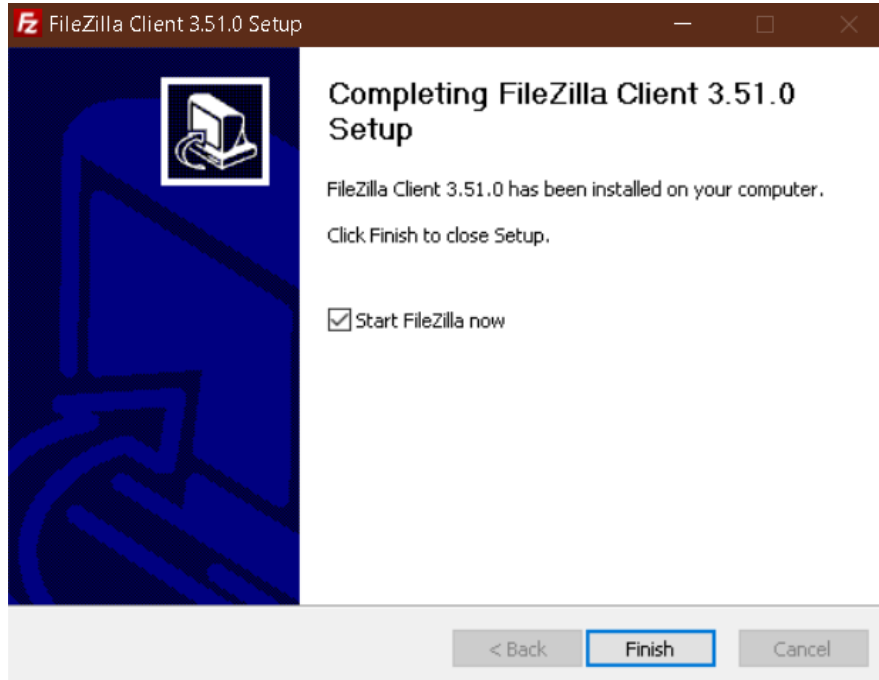 FileZilla Client 3.51.0 Setup
Completing FileZilla Client 3.51.0
Setup
FileZilla Client 3.51.0 has been installed on your computer.
Click Finish to close Setup.
Start FileZilla now
< Back Finish Cancel